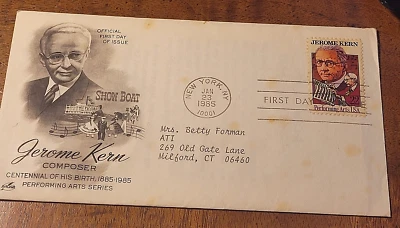 OFFICIAL
FIRST DAY
OF ISSUE
SHOW BOAT
Jerome Kern
COMPOSER
CENTENNIAL OF HIS BIRTH, 1885-1985
PERFORMING ARTS SERIES
NEW YORK, NY
JAN
23
1985
10001
FIRST DAY
JEROME KERN
Performing Arts USA
Mrs. Betty Forman
ATI
269 Old Gate Lane
Milford, CT 06460